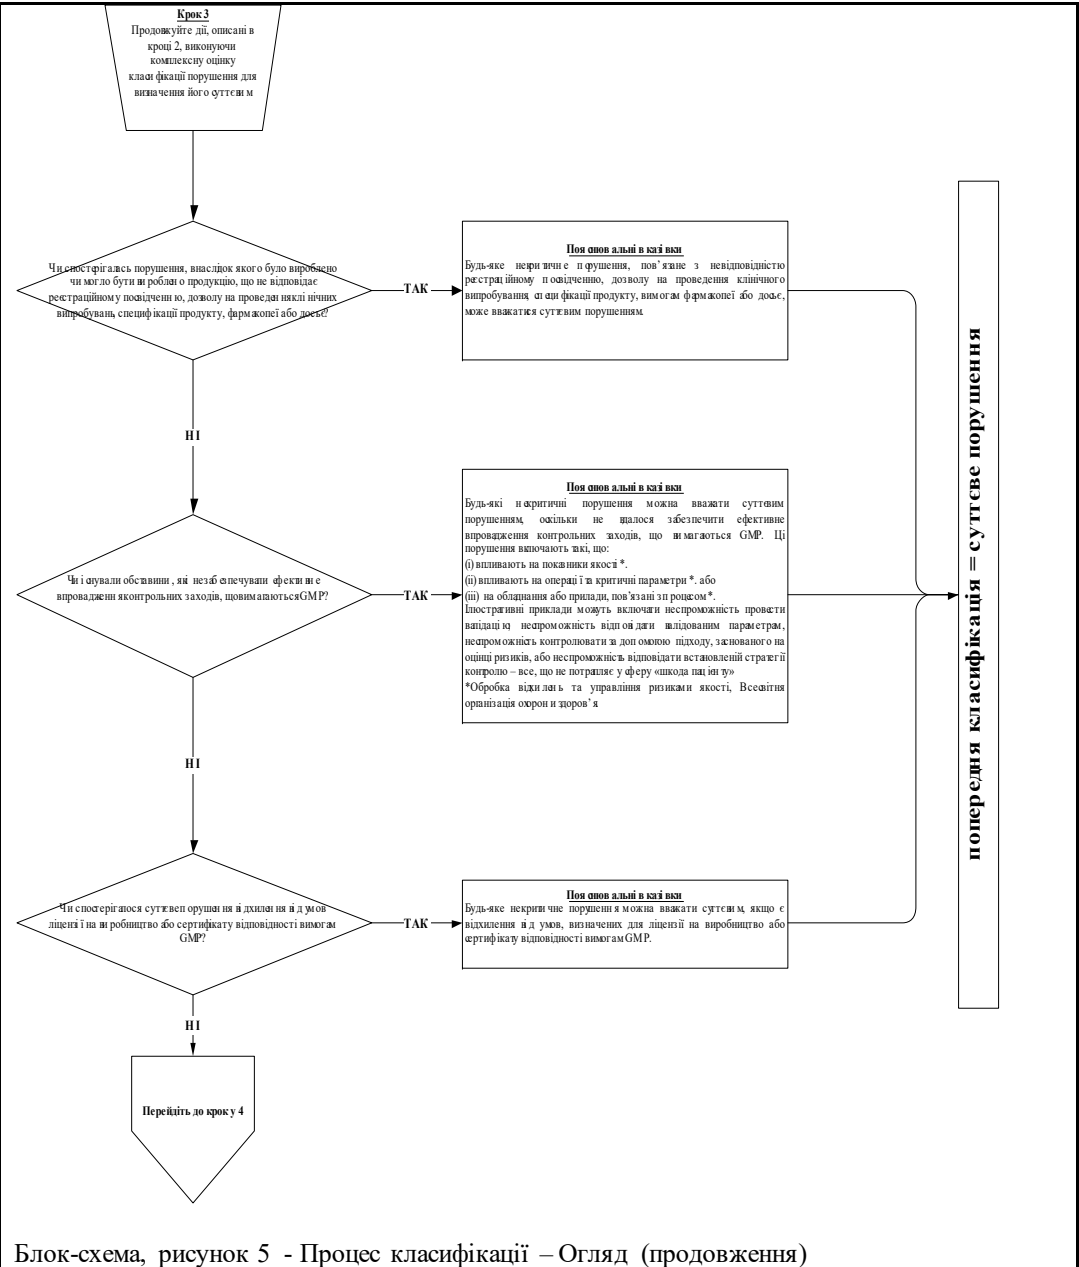 Крок 3
Продовжуйте дії, описані в
кроці 2, виконуючи
комплексну оцінку
класифікації порушення для
визначення його суттєвим
Чи спостерігалась порушення, внаслідок якого було вироблено
чи могло бути вироблено продукцію, що не відповідає
реєстраційному посвідченню, дозволу на проведення клінічних
випробувань, специфікації продукту, фармакопеї або досьє?
ТАК
Пояснювальні вказівки
Будь-яке некритичне порушення, пов’язане з невідповідністю
реєстраційному посвідченню, дозволу на проведення клінічного
випробування, специфікації продукту, вимогам фармакопеї або досьє,
може вважатися суттєвим порушенням.
НІ
Чи існували обставини, які незабезпечували ефективне
впровадження контрольних заходів, що вимагаються GMP?
ТАК
Пояснювальні вказівки
Будь-які некритичні порушення можна вважати суттєвим
порушенням, оскільки не вдалося забезпечити ефективне
впровадження контрольних заходів, що вимагаються GMP. Ці
порушення включають такі, що:
(i) впливають на показники якості *.
(ii) впливають на операції та критичні параметри *. або
(iii) на обладнання або прилади, пов’язані з процесом *.
Ілюстративні приклади можуть включати неспроможність провести
валідацію, неспроможність відповідати валідованим параметрам,
неспроможність контролювати за допомогою підходу, заснованого на
оцінці ризиків, або неспроможність відповідати встановленій стратегії
контролю – все, що не потрапляє у сферу «шкода пацієнту»
*Обробка відхилень та управління ризиками якості, Всесвітня
організація охорони здоров’я
НІ
Чи спостерігалося суттєве порушення відхилення від умов
ліцензії на виробництво або сертифікату відповідності вимогам
GMP?
ТАК
Пояснювальні вказівки
Будь-яке некритичне порушення можна вважати суттєвим, якщо є
відхилення від умов, визначених для ліцензії на виробництво або
сертифікату відповідності вимогам GMP.
НІ
Перейдіть до кроку 4
попередня класифікація = суттєве порушення
Блок-схема, рисунок 5 - Процес класифікації – Огляд (продовження)